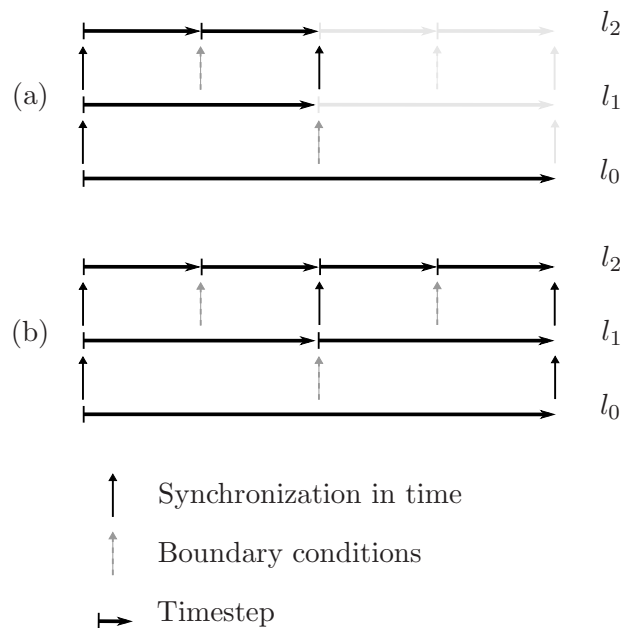 l₂
(a)
l₁
l₀
l₂
(b)
l₁
l₀
Synchronization in time
Boundary conditions
Timestep